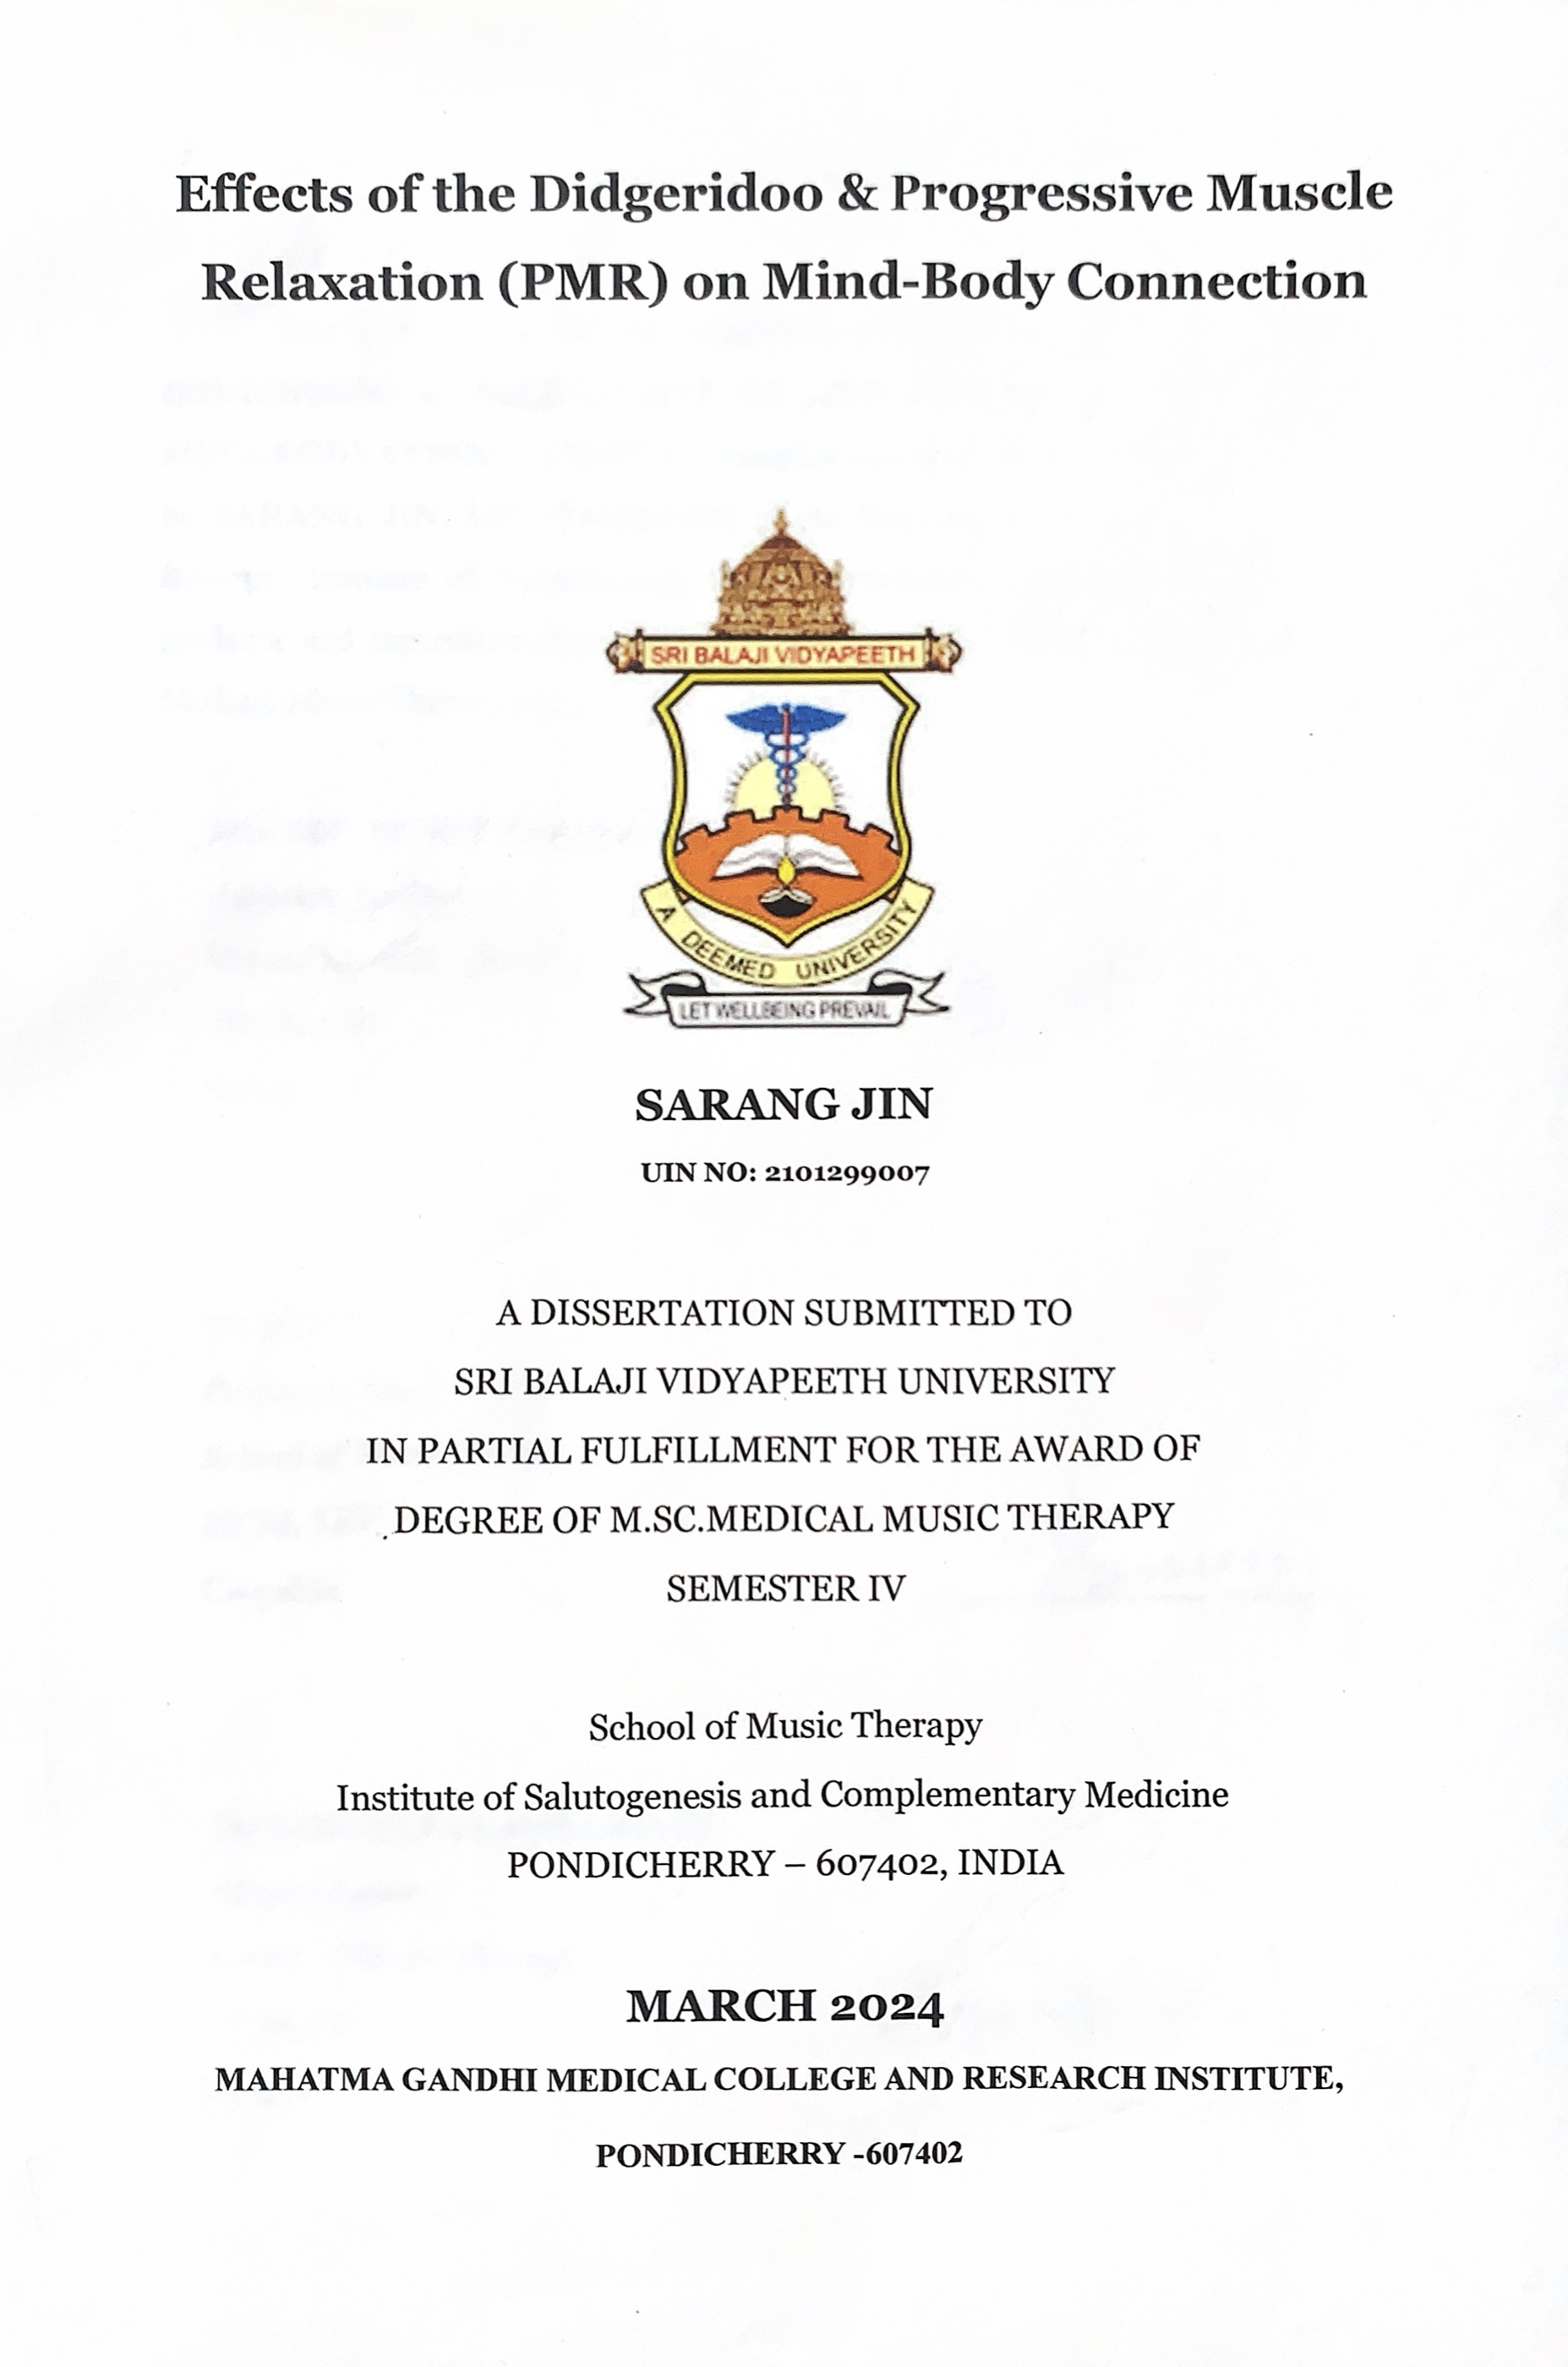 Effects of the Didgeridoo & Progressive Muscle
Relaxation (PMR) on Mind-Body Connection
SRI BALAJI VIDYAPEETH
A DEEMED UNIVERSITY
LET WELLBEING PREVAIL
SARANG JIN
UIN NO: 2101299007
A DISSERTATION SUBMITTED TO
SRI BALAJI VIDYAPEETH UNIVERSITY
IN PARTIAL FULFILLMENT FOR THE AWARD OF
DEGREE OF M.SC.MEDICAL MUSIC THERAPY
SEMESTER IV
School of Music Therapy
Institute of Salutogenesis and Complementary Medicine
PONDICHERRY – 607402, INDIA
MARCH 2024
MAHATMA GANDHI MEDICAL COLLEGE AND RESEARCH INSTITUTE,
PONDICHERRY -607402